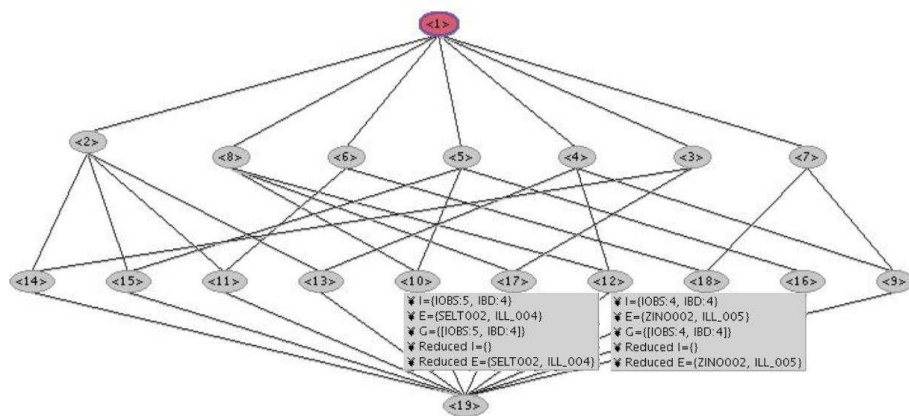 <1>
<2>
<8> <6> <5> <4> <3> <7>
<14> <15> <11> <13> <10> <17> <12> <18> <16> <9>
¥ I={IOBS:5, IBD:4}
¥ E={SELT002, ILL_004}
¥ G={[IOBS:5, IBD:4]}
¥ Reduced I={}
¥ Reduced E={SELT002, ILL_004}
¥ I={IOBS:4, IBD:4}
¥ E={ZINO002, ILL_005}
¥ G={[IOBS:4, IBD:4]}
¥ Reduced I={}
¥ Reduced E={ZINO002, ILL_005}
<19>